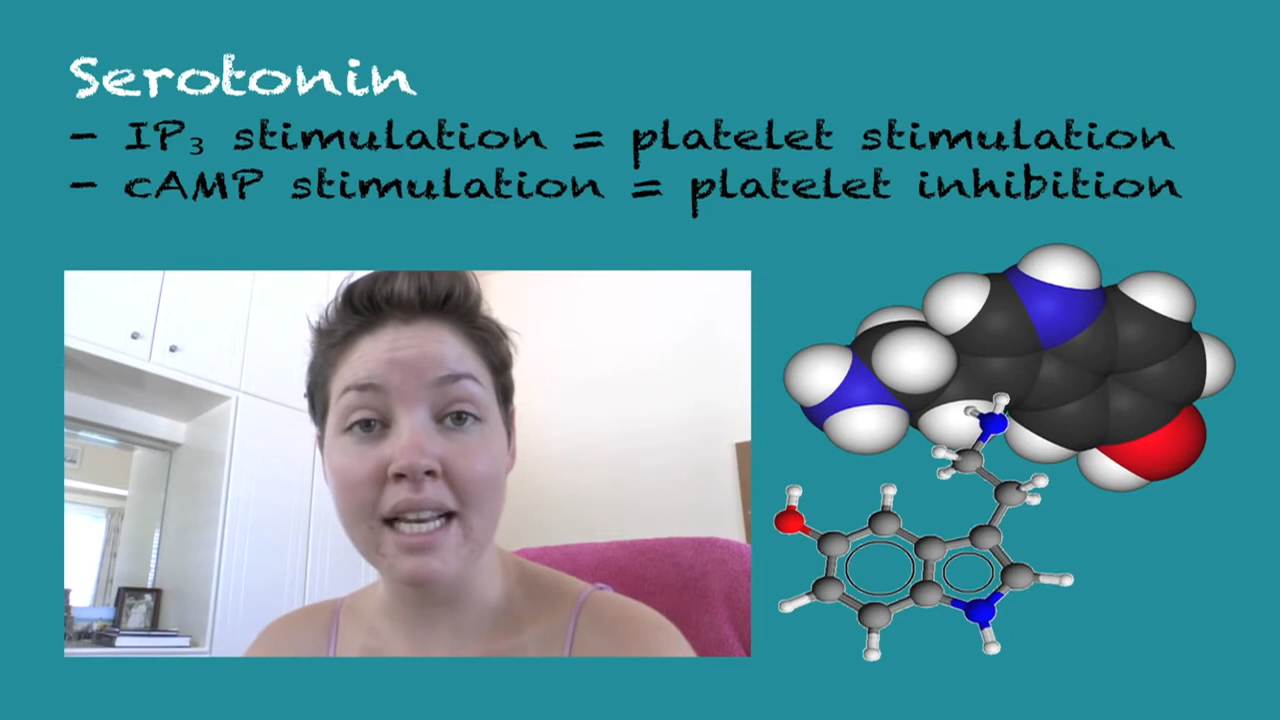 Serotonin
- IP₃ stimulation = platelet stimulation
- cAMP stimulation = platelet inhibition